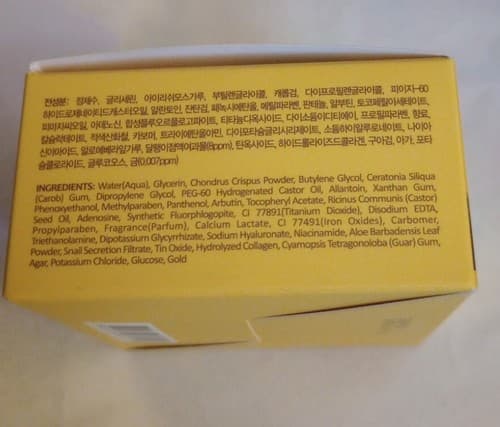 전성분: 정제수, 글리세린, 아이리쉬모스가루, 부틸렌글라이콜, 캐롭검, 다이프로필렌글라이콜, 피이지-60
하이드로제네이티드캐스터오일, 알란토인, 잔탄검, 페녹시에탄올, 메틸파라벤, 판테놀, 알부틴, 토코페릴아세테이트,
피마자씨오일, 아데노신, 합성플루오르플로고파이트, 티타늄디옥사이드, 다이소듐이디티에이, 프로필파라벤, 향료,
칼슘락테이트, 적색산화철, 카보머, 트라이에탄올아민, 다이포타슘글리시리제이트, 소듐하이알루로네이트, 나이아
신아마이드, 알로에베라잎가루, 달팽이점액여과물(8ppm), 틴옥사이드, 하이드롤라이즈드콜라겐, 구아검, 아가, 포타
슘클로라이드, 글루코오스, 금(0.007ppm)
INGREDIENTS: Water(Aqua), Glycerin, Chondrus Crispus Powder, Butylene Glycol, Ceratonia Siliqua
(Carob) Gum, Dipropylene Glycol, PEG-60 Hydrogenated Castor Oil, Allantoin, Xanthan Gum,
Phenoxyethanol, Methylparaben, Panthenol, Arbutin, Tocopheryl Acetate, Ricinus Communis (Castor)
Seed Oil, Adenosine, Synthetic Fluorphlogopite, CI 77891(Titanium Dioxide), Disodium EDTA,
Propylparaben, Fragrance(Parfum), Calcium Lactate, CI 77491(Iron Oxides), Carbomer,
Triethanolamine, Dipotassium Glycyrrhizate, Sodium Hyaluronate, Niacinamide, Aloe Barbadensis Leaf
Powder, Snail Secretion Filtrate, Tin Oxide, Hydrolyzed Collagen, Cyamopsis Tetragonoloba (Guar) Gum,
Agar, Potassium Chloride, Glucose, Gold